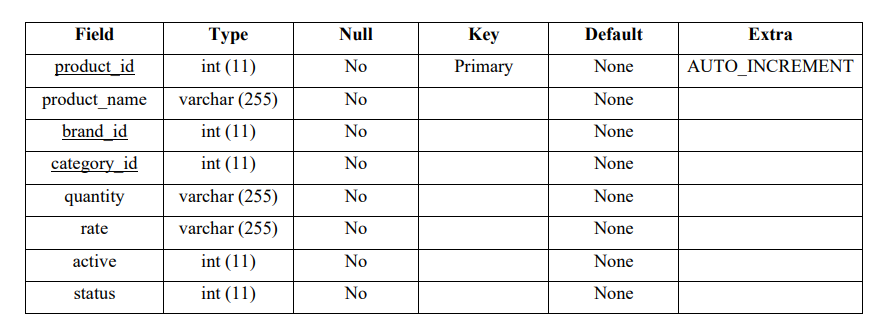 Field Type Null Key Default Extra
product_id int (11) No Primary None AUTO_INCREMENT
product_name varchar (255) No None
brand_id int (11) No None
category_id int (11) No None
quantity varchar (255) No None
rate varchar (255) No None
active int (11) No None
status int (11) No None